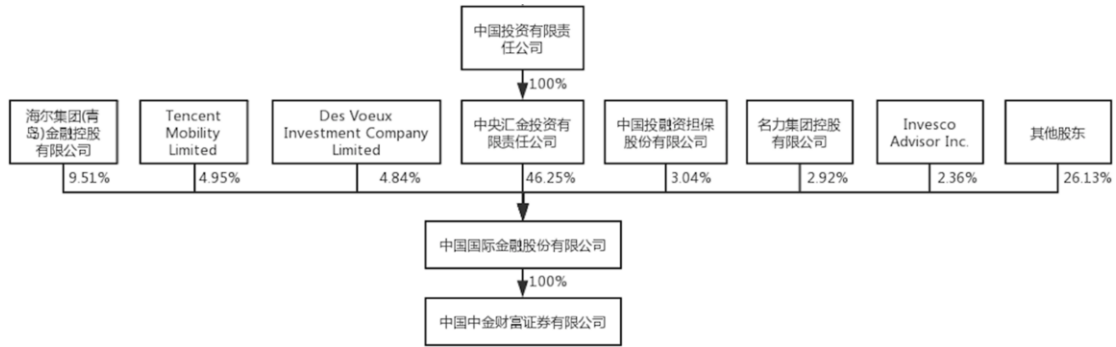 中国投资有限责
任公司
100%
海尔集团(青
岛)金融控股
有限公司
Tencent
Mobility
Limited
Des Voeux
Investment Company
Limited
中央汇金投资有
限责任公司
中国投融资担保
股份有限公司
名力集团控股
有限公司
Invesco
Advisor Inc.
其他股东
9.51%
4.95%
4.84%
46.25%
3.04%
2.92%
2.36%
26.13%
中国国际金融股份有限公司
100%
中国中金财富证券有限公司